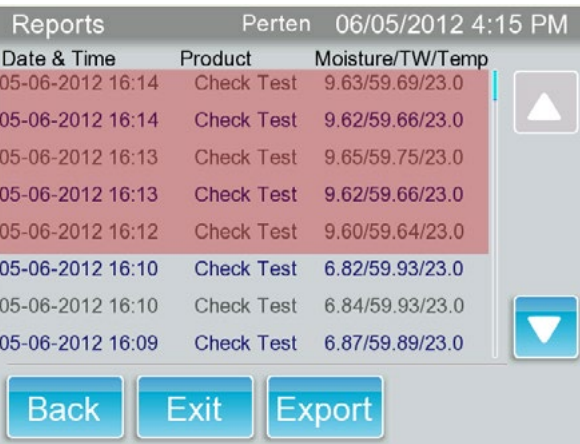 Reports Perten 06/05/2012 4:15 PM
Date & Time Product Moisture/TW/Temp
05-06-2012 16:14 Check Test 9.63/59.69/23.0
05-06-2012 16:14 Check Test 9.62/59.66/23.0
05-06-2012 16:13 Check Test 9.65/59.75/23.0
05-06-2012 16:13 Check Test 9.62/59.66/23.0
05-06-2012 16:12 Check Test 9.60/59.64/23.0
05-06-2012 16:10 Check Test 6.82/59.93/23.0
05-06-2012 16:10 Check Test 6.84/59.93/23.0
05-06-2012 16:09 Check Test 6.87/59.89/23.0
Back Exit Export